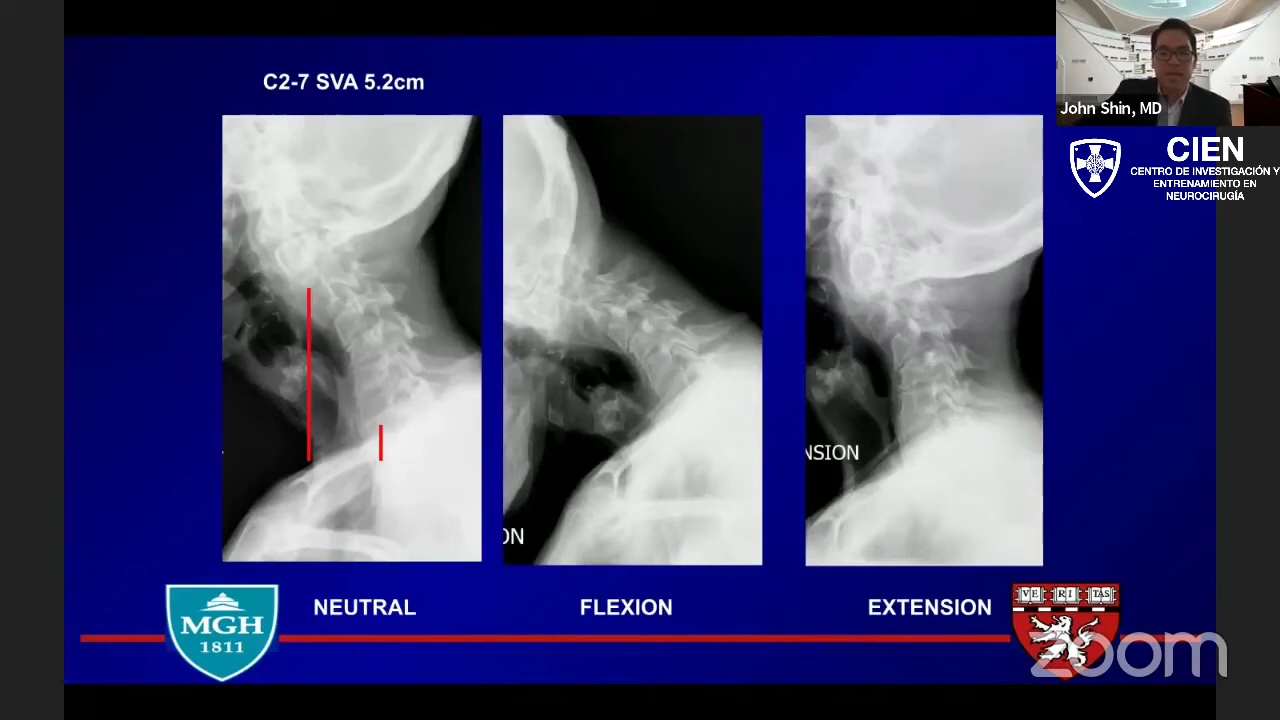 C2-7 SVA 5.2cm
John Shin, MD
CIEN
CENTRO DE INVESTIGACIÓN Y
ENTRENAMIENTO EN
NEUROCIRUGÍA
NSION
ON
NEUTRAL
FLEXION
EXTENSION
MGH
1811
VE RI TAS
zoom